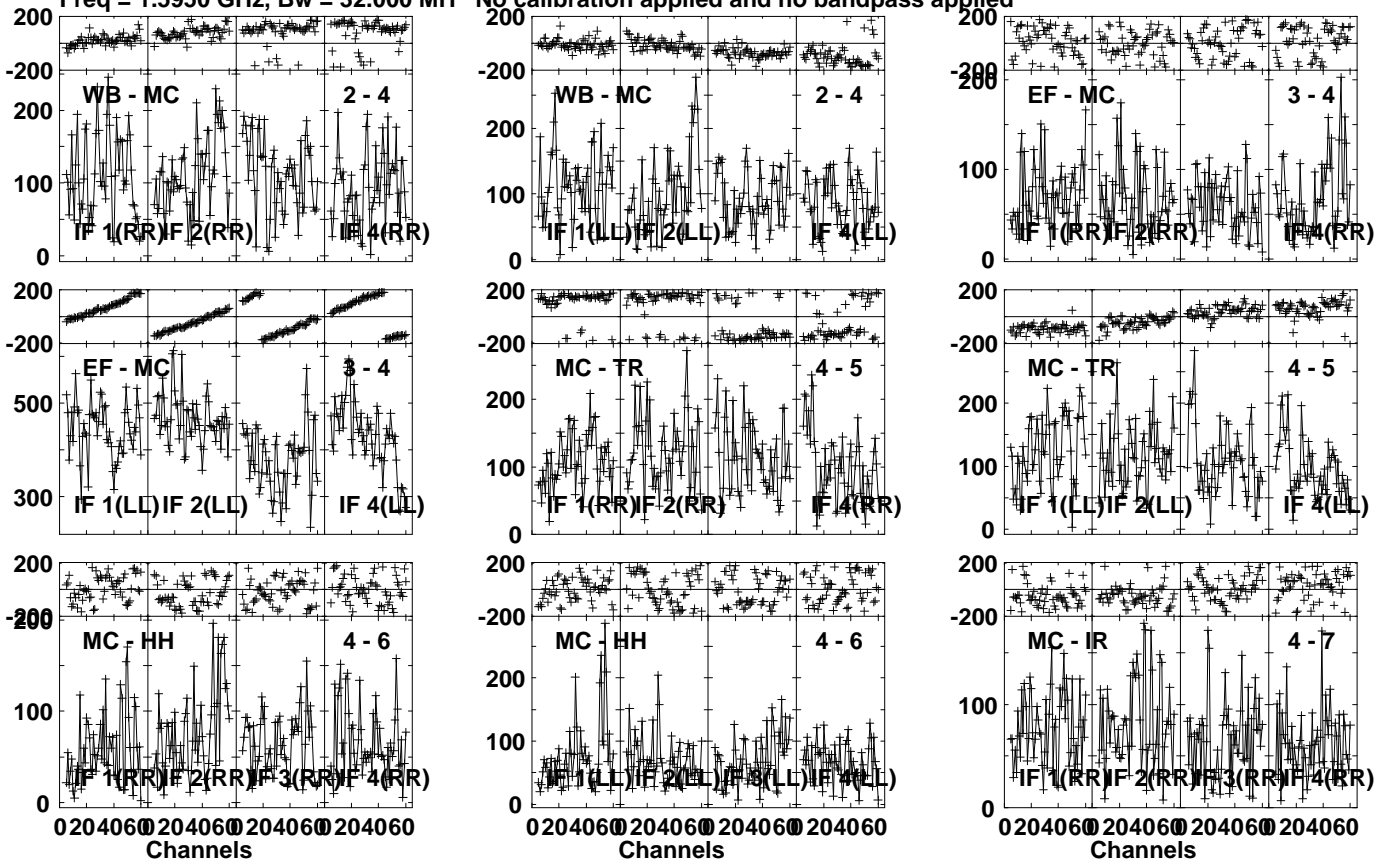 Freq = 1.5950 GHz, Bw = 32.000 MH No calibration applied and no bandpass applied
200
-200
WB - MC 2 - 4
200
100
0
IF 1(RR) IF 2(RR) IF 4(RR)
200
-200
WB - MC 2 - 4
200
100
0
IF 1(LL) IF 2(LL) IF 4(LL)
200
-200
200
EF - MC 3 - 4
100
0
IF 1(RR) IF 2(RR) IF 4(RR)
200
-200
EF - MC 3 - 4
500
300
IF 1(LL) IF 2(LL) IF 4(LL)
200
-200
MC - TR 4 - 5
200
100
0
IF 1(RR) IF 2(RR) IF 4(RR)
200
-200
MC - TR 4 - 5
200
100
0
IF 1(LL) IF 2(LL) IF 4(LL)
200
-200
200
MC - HH 4 - 6
100
0
IF 1(RR) IF 2(RR) IF 3(RR) IF 4(RR)
0 20 40 60 0 20 40 60 0 20 40 60 0 20 40 60
Channels
200
-200
MC - HH 4 - 6
200
100
0
IF 1(LL) IF 2(LL) IF 3(LL) IF 4(LL)
0 20 40 60 0 20 40 60 0 20 40 60 0 20 40 60
Channels
200
-200
MC - IR 4 - 7
100
0
IF 1(RR) IF 2(RR) IF 3(RR) IF 4(RR)
0 20 40 60 0 20 40 60 0 20 40 60 0 20 40 60
Channels